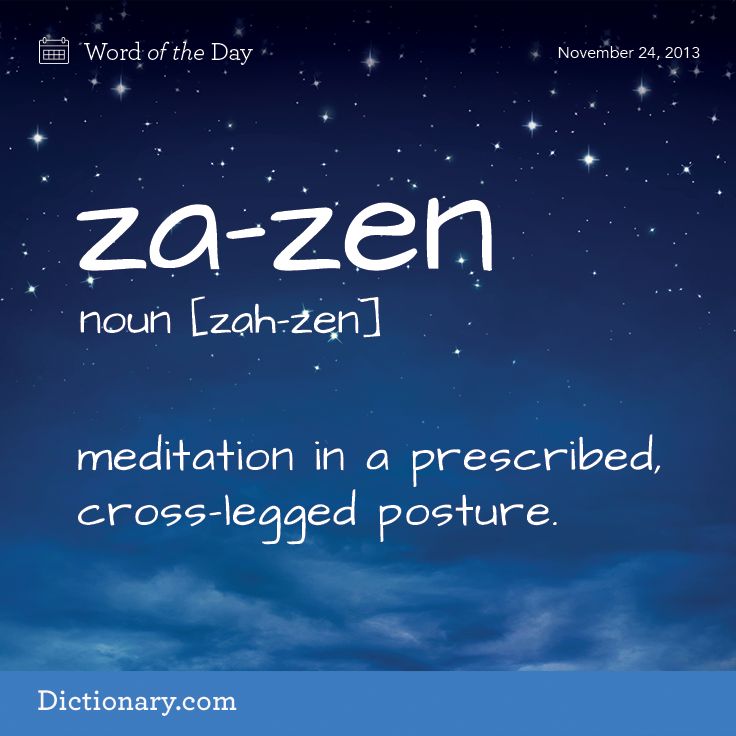 Word of the Day
November 24, 2013
za-zen
noun [zah-zen]
meditation in a prescribed,
cross-legged posture.
Dictionary.com